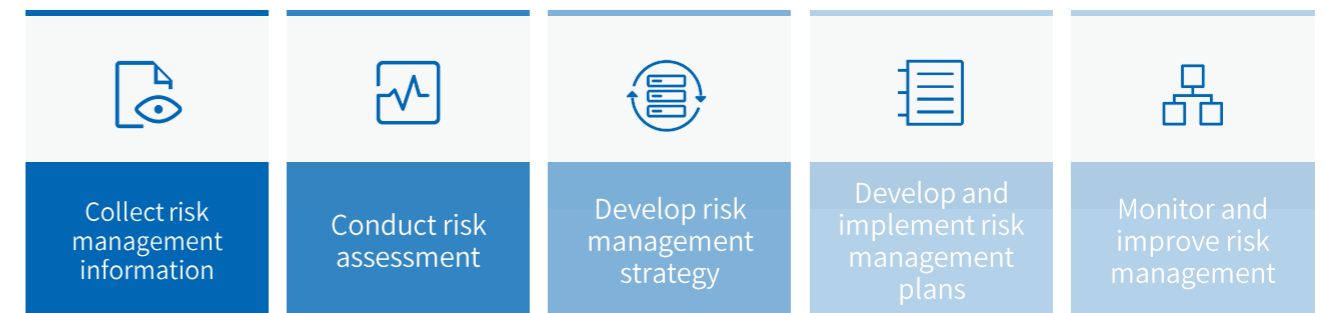 Collect risk
management
information
Conduct risk
assessment
Develop risk
management
strategy
Develop and
implement risk
management
plans
Monitor and
improve risk
management